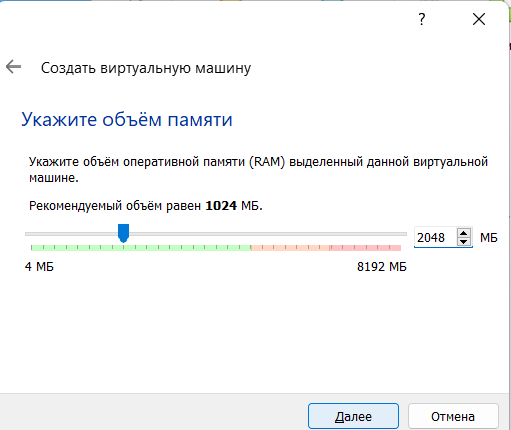 ?
Создать виртуальную машину
Укажите объём памяти
Укажите объём оперативной памяти (RAM) выделенный данной виртуальной
машине.
Рекомендуемый объём равен 1024 МБ.
2048 МБ
4 МБ 8192 МБ
Далее Отмена